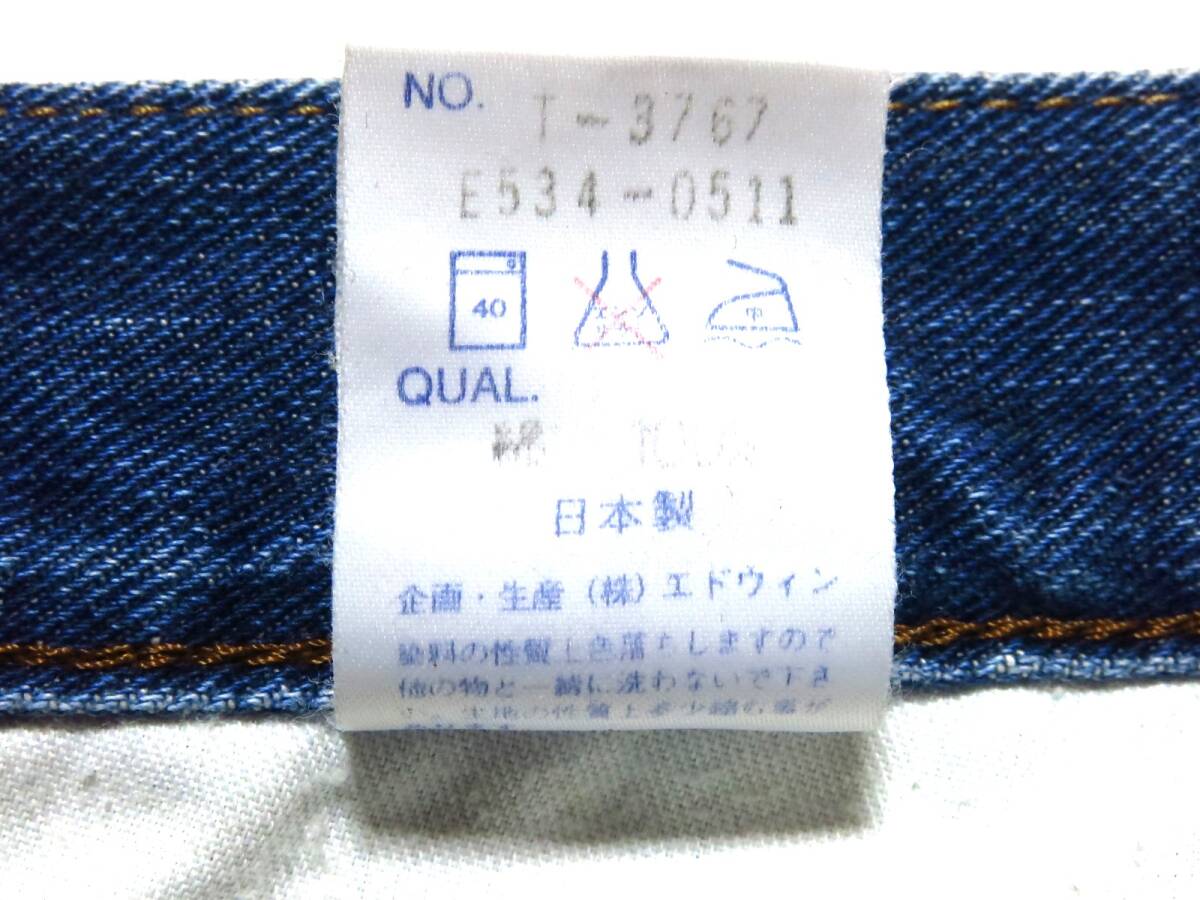 NO. T-3767
E534-0511
40 中
QUAL.
綿 100%
日本製
企画・生産 (株) エドウィン
染料の性質上色落ちしますので
他の物と一緒に洗わないで下さ